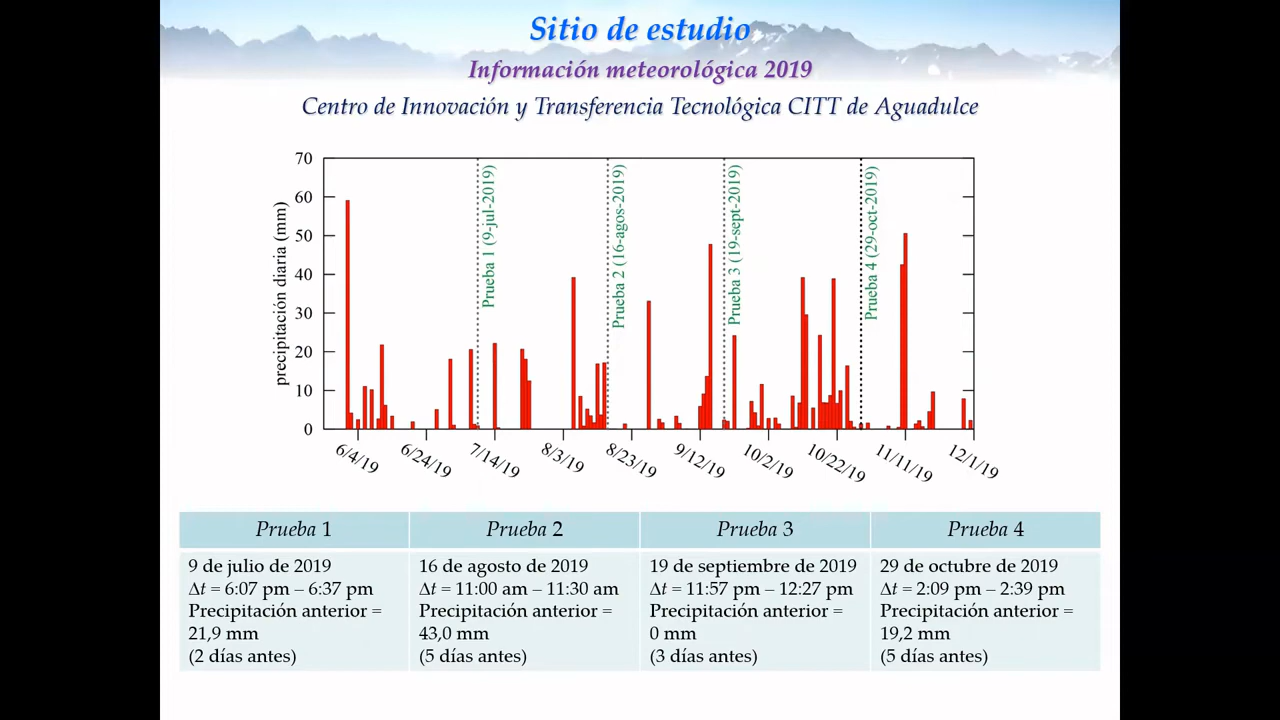 Sitio de estudio
Información meteorológica 2019
Centro de Innovación y Transferencia Tecnológica CITT de Aguadulce
70
60
50
40
30
20
10
0
precipitación diaria (mm)
Prueba 1 (9-jul-2019)
Prueba 2 (16-agos-2019)
Prueba 3 (19-sept-2019)
Prueba 4 (29-oct-2019)
6/4/19
6/24/19
7/14/19
8/3/19
8/23/19
9/12/19
10/2/19
10/22/19
11/11/19
12/1/19
Prueba 1
Prueba 2
Prueba 3
Prueba 4
9 de julio de 2019
Δt = 6:07 pm – 6:37 pm
Precipitación anterior =
21,9 mm
(2 días antes)
16 de agosto de 2019
Δt = 11:00 am – 11:30 am
Precipitación anterior =
43,0 mm
(5 días antes)
19 de septiembre de 2019
Δt = 11:57 pm – 12:27 pm
Precipitación anterior =
0 mm
(3 días antes)
29 de octubre de 2019
Δt = 2:09 pm – 2:39 pm
Precipitación anterior =
19,2 mm
(5 días antes)